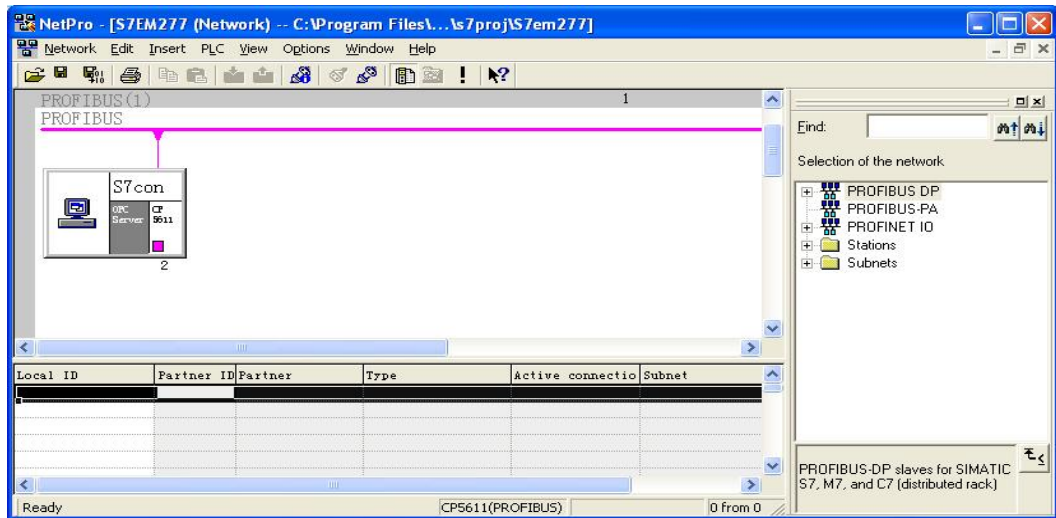 NetPro - [S7EM277 (Network) -- C:\Program Files\...\s7proj\S7em277]
Network Edit Insert PLC View Options Window Help
PROFIBUS(1) 1
PROFIBUS
S7con
OPC Server
CP 5611
2
Find:
Selection of the network
PROFIBUS DP
PROFIBUS-PA
PROFINET IO
Stations
Subnets
Local ID Partner ID Partner Type Active connectio Subnet
PROFIBUS-DP slaves for SIMATIC
S7, M7, and C7 (distributed rack)
Ready CP5611(PROFIBUS) 0 from 0